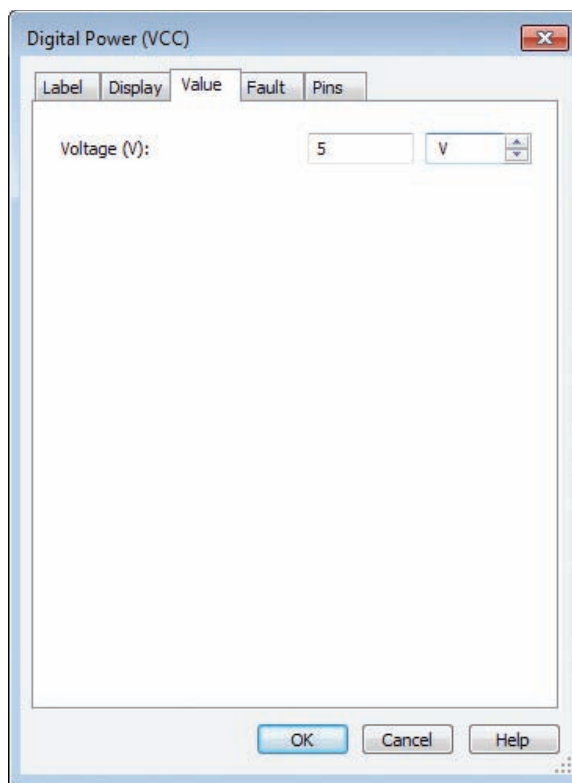 Digital Power (VCC)
Label Display Value Fault Pins
Voltage (V): 5 V
OK Cancel Help